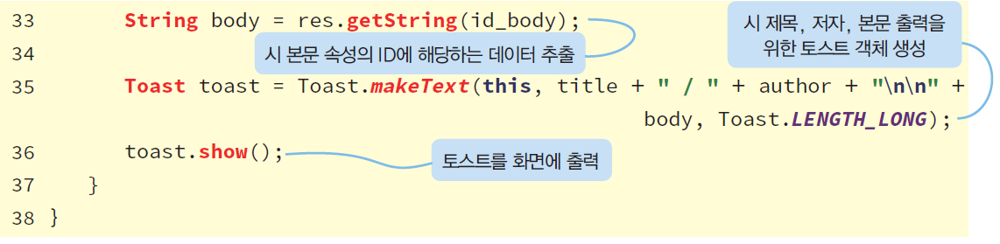 33 String body = res.getString(id_body);
시 제목, 저자, 본문 출력을
위한 토스트 객체 생성
34
시 본문 속성의 ID에 해당하는 데이터 추출
35 Toast toast = Toast.makeText(this, title + " / " + author + "\n\n" +
body, Toast.LENGTH_LONG);
36 toast.show();
토스트를 화면에 출력
37 }
38 }